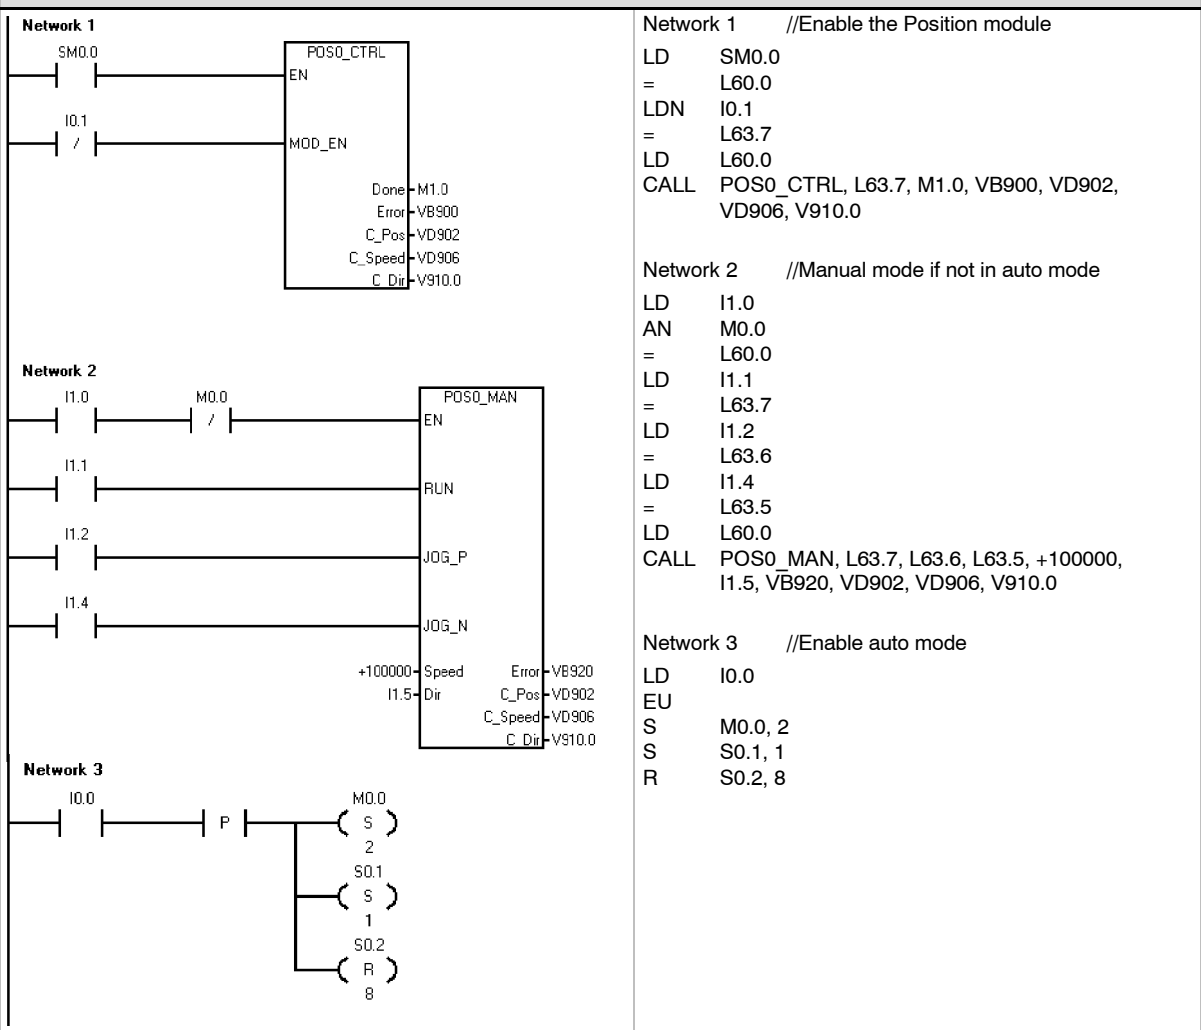 Network 1
SM0.0
POS0_CTRL
EN
I0.1
/
MOD_EN
Done M1.0
Error VB900
C_Pos VD902
C_Speed VD906
C_Dir V910.0
Network 2
I1.0
M0.0
POS0_MAN
/
EN
I1.1
RUN
I1.2
JOG_P
I1.4
JOG_N
+100000 Speed Error VB920
I1.5 Dir C_Pos VD902
C_Speed VD906
C_Dir V910.0
Network 3
I0.0
M0.0
P
S
2
S0.1
S
1
S0.2
R
8
Network 1 //Enable the Position module
LD SM0.0
= L60.0
LDN I0.1
= L63.7
LD L60.0
CALL POS0_CTRL, L63.7, M1.0, VB900, VD902,
VD906, V910.0
Network 2 //Manual mode if not in auto mode
LD I1.0
AN M0.0
= L60.0
LD I1.1
= L63.7
LD I1.2
= L63.6
LD I1.4
= L63.5
LD L60.0
CALL POS0_MAN, L63.7, L63.6, L63.5, +100000,
I1.5, VB920, VD902, VD906, V910.0
Network 3 //Enable auto mode
LD I0.0
EU
S M0.0, 2
S S0.1, 1
R S0.2, 8